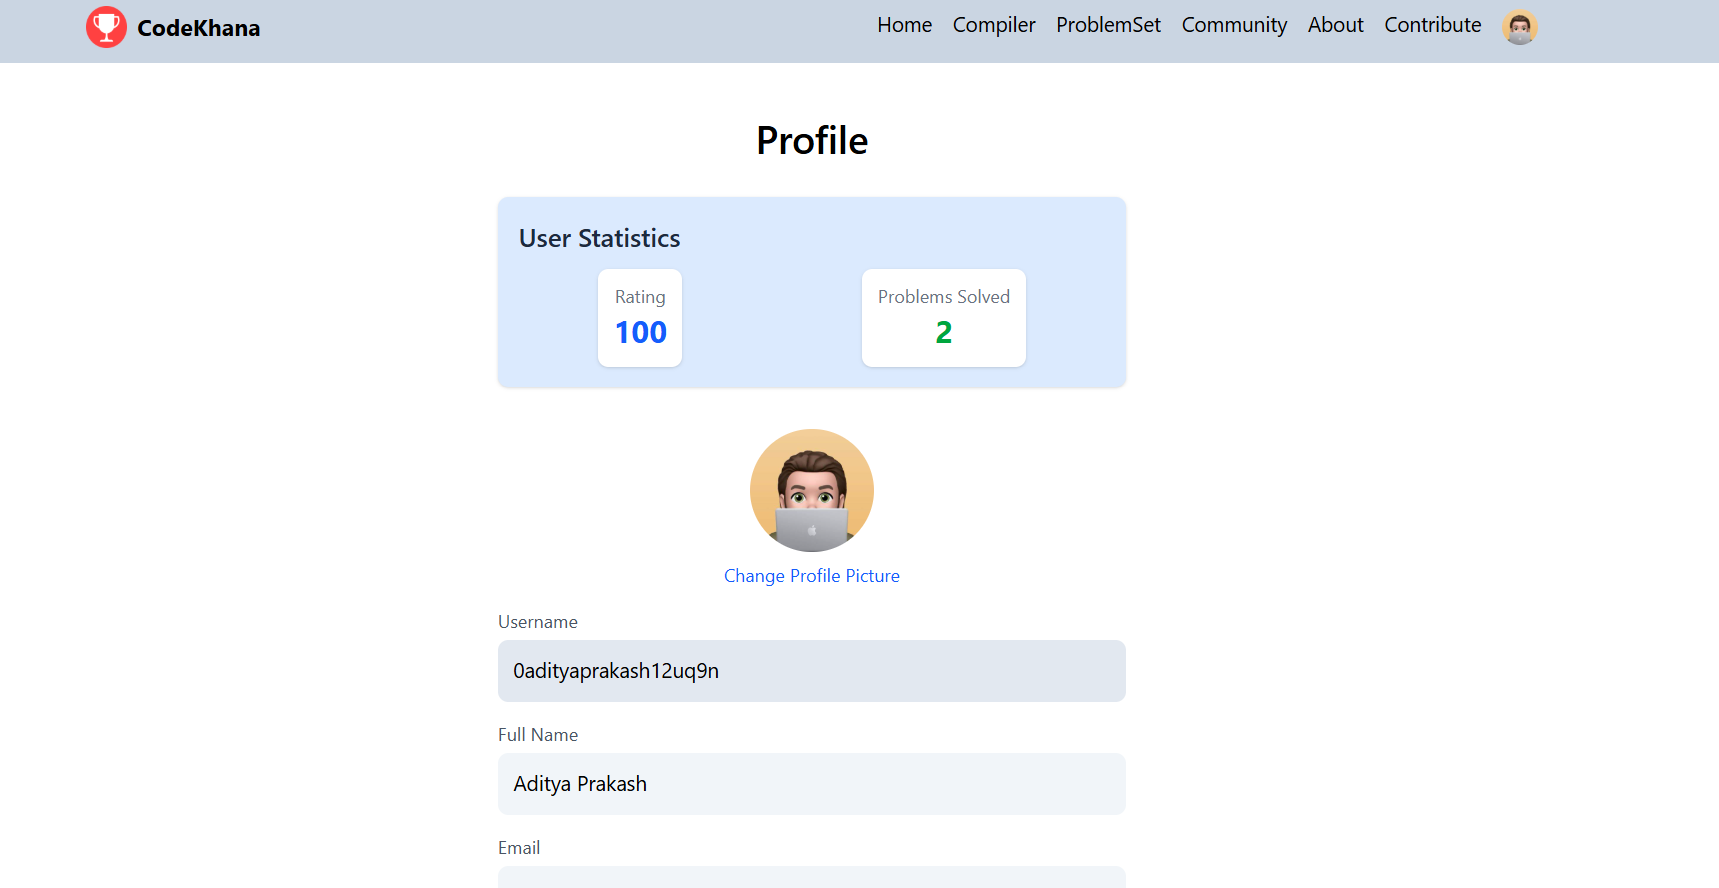 CodeKhana
Home Compiler ProblemSet Community About Contribute
Profile
User Statistics
Rating
100
Problems Solved
2
Change Profile Picture
Username
0adityaprakash12uq9n
Full Name
Aditya Prakash
Email